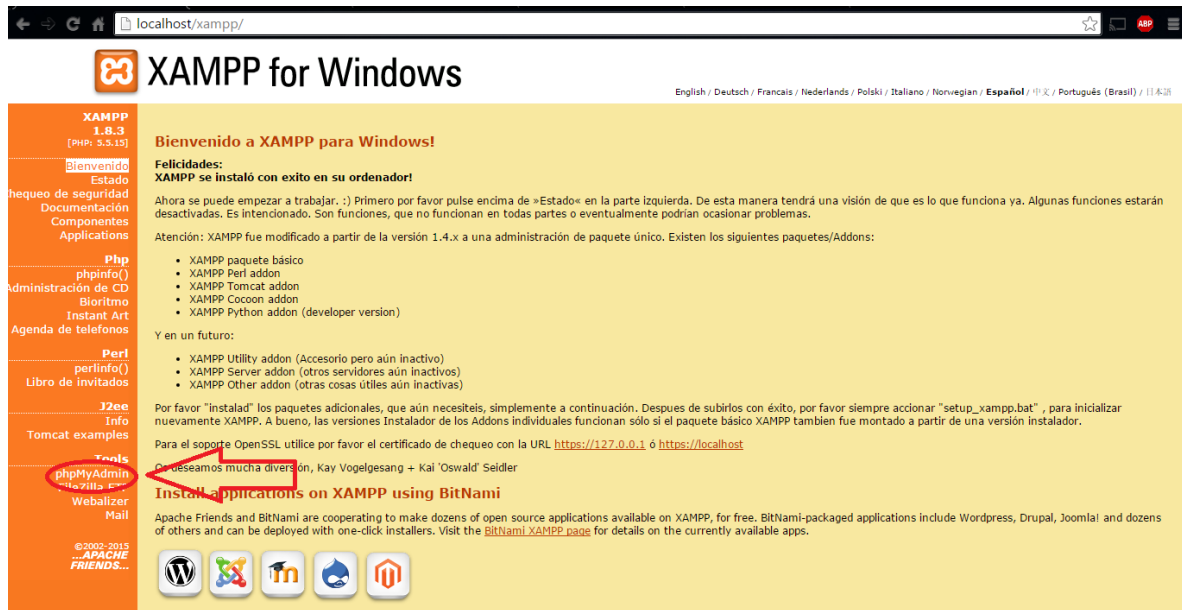 localhost/xampp/
ABP
XAMPP for Windows
English / Deutsch / Francais / Nederlands / Polski / Italiano / Norwegian / Español / 中文 / Português (Brasil) / 日本語
XAMPP
1.8.3
[PHP: 5.5.15]
Bienvenido
Estado
hequeo de seguridad
Documentación
Componentes
Applications
Php
phpinfo()
Administración de CD
Bioritmo
Instant Art
Agenda de telefonos
Perl
perlinfo()
Libro de invitados
J2ee
Info
Tomcat examples
Tools
phpMyAdmin
FileZilla FTP
Webalizer
Mail
©2002-2015
...APACHE
FRIENDS...
Bienvenido a XAMPP para Windows!
Felicidades:
XAMPP se instaló con exito en su ordenador!
Ahora se puede empezar a trabajar. :) Primero por favor pulse encima de »Estado« en la parte izquierda. De esta manera tendrá una visión de que es lo que funciona ya. Algunas funciones estarán
desactivadas. Es intencionado. Son funciones, que no funcionan en todas partes o eventualmente podrían ocasionar problemas.
Atención: XAMPP fue modificado a partir de la versión 1.4.x a una administración de paquete único. Existen los siguientes paquetes/Addons:
• XAMPP paquete básico
• XAMPP Perl addon
• XAMPP Tomcat addon
• XAMPP Cocoon addon
• XAMPP Python addon (developer version)
Y en un futuro:
• XAMPP Utility addon (Accesorio pero aún inactivo)
• XAMPP Server addon (otros servidores aún inactivos)
• XAMPP Other addon (otras cosas útiles aún inactivas)
Por favor "instalad" los paquetes adicionales, que aún necesiteis, simplemente a continuación. Despues de subirlos con éxito, por favor siempre accionar "setup_xampp.bat" , para inicializar
nuevamente XAMPP. A bueno, las versiones Instalador de los Addons individuales funcionan sólo si el paquete básico XAMPP tambien fue montado a partir de una versión instalador.
Para el soporte OpenSSL utilice por favor el certificado de chequeo con la URL https://127.0.0.1 ó https://localhost
Os deseamos mucha diversión, Kay Vogelgesang + Kai 'Oswald' Seidler
Install applications on XAMPP using BitNami
Apache Friends and BitNami are cooperating to make dozens of open source applications available on XAMPP, for free. BitNami-packaged applications include Wordpress, Drupal, Joomla! and dozens
of others and can be deployed with one-click installers. Visit the BitNami XAMPP page for details on the currently available apps.